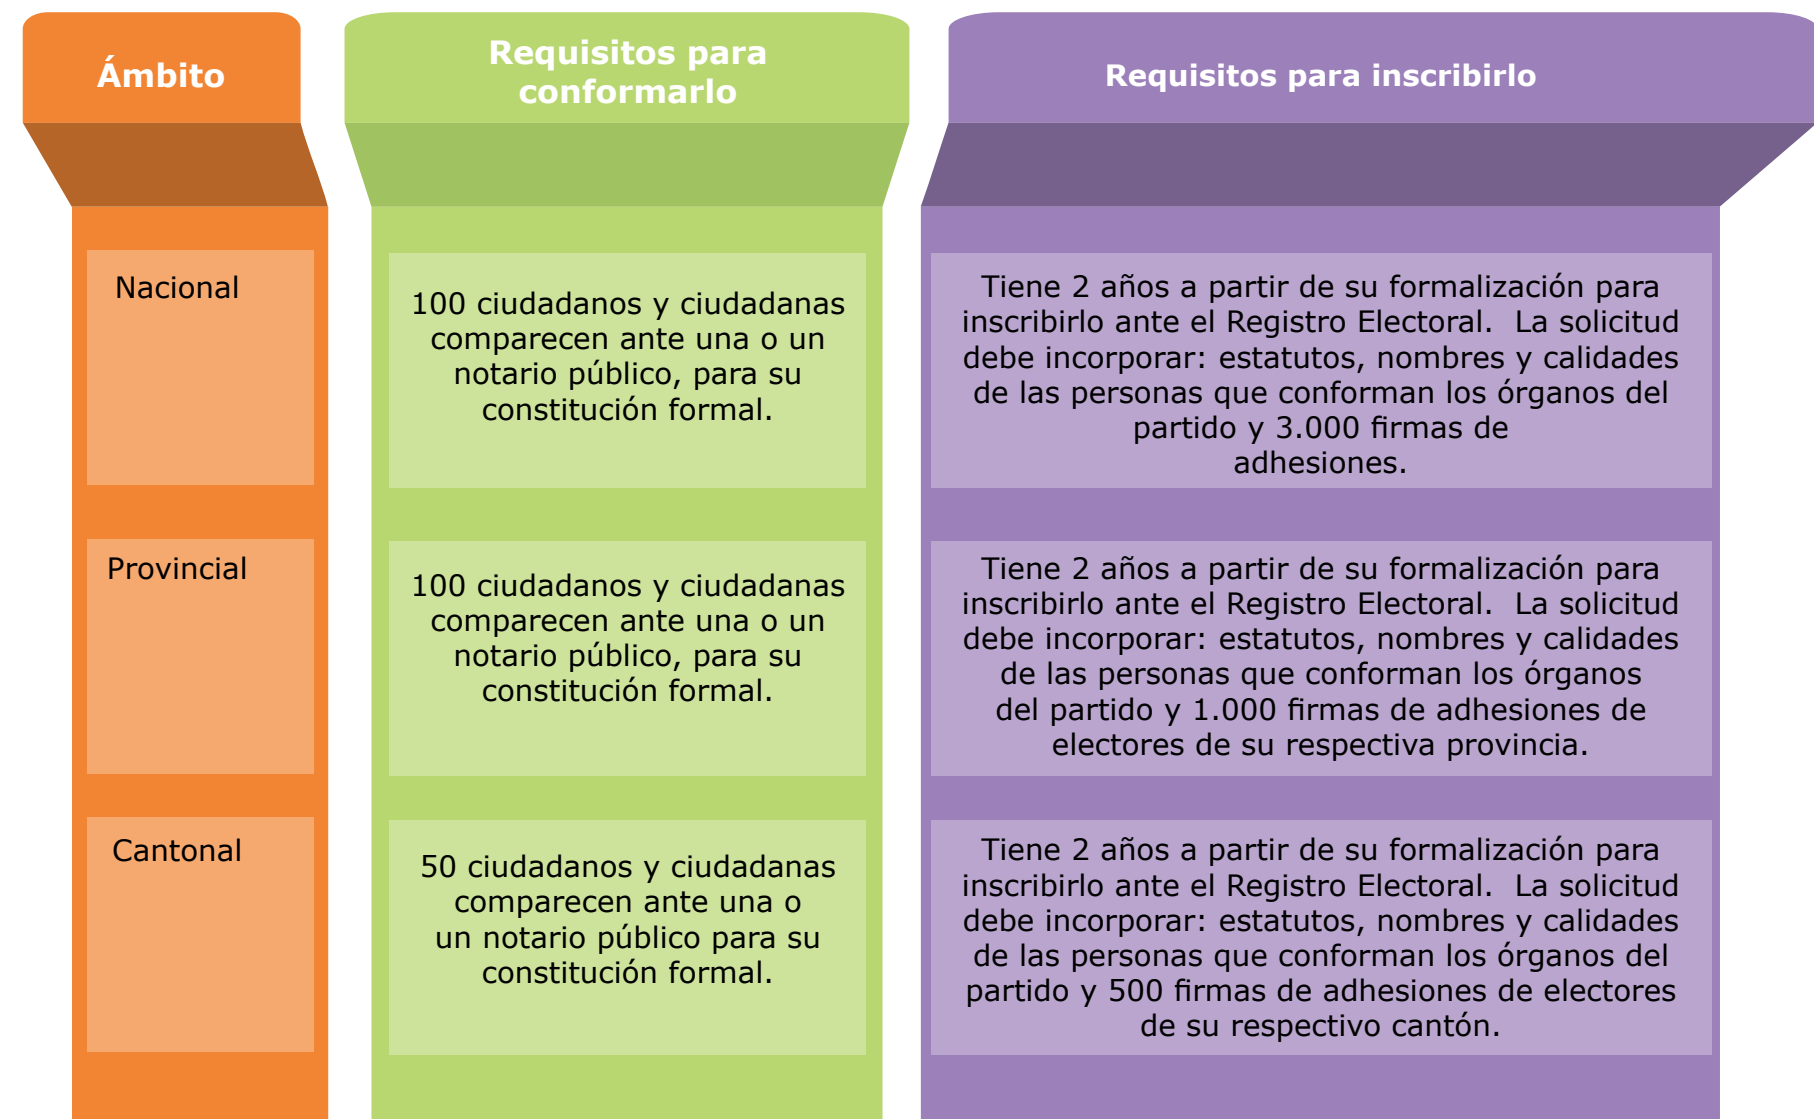 Ámbito
Requisitos para
conformarlo
Requisitos para inscribirlo
Nacional
100 ciudadanos y ciudadanas
comparecen ante una o un
notario público, para su
constitución formal.
Tiene 2 años a partir de su formalización para
inscribirlo ante el Registro Electoral.  La solicitud
debe incorporar: estatutos, nombres y calidades
de las personas que conforman los órganos del
partido y 3.000 firmas de
adhesiones.
Provincial
100 ciudadanos y ciudadanas
comparecen ante una o un
notario público, para su
constitución formal.
Tiene 2 años a partir de su formalización para
inscribirlo ante el Registro Electoral.  La solicitud
debe incorporar: estatutos, nombres y calidades
de las personas que conforman los órganos
del partido y 1.000 firmas de adhesiones de
electores de su respectiva provincia.
Cantonal
50 ciudadanos y ciudadanas
comparecen ante una o
un notario público para su
constitución formal.
Tiene 2 años a partir de su formalización para
inscribirlo ante el Registro Electoral.  La solicitud
debe incorporar: estatutos, nombres y calidades
de las personas que conforman los órganos del
partido y 500 firmas de adhesiones de electores
de su respectivo cantón.